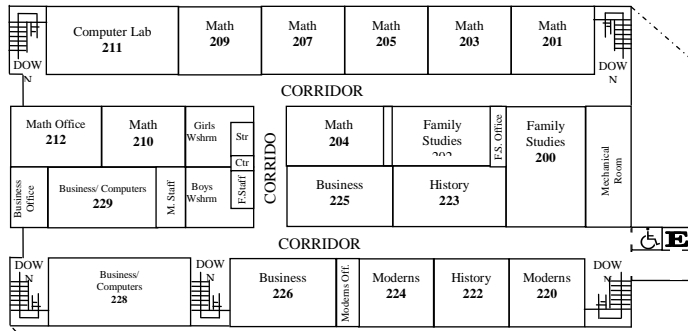 Computer Lab
211
Math
209
Math
207
Math
205
Math
203
Math
201
DOW
N
DOW
N
CORRIDOR
Math Office
212
Math
210
Girls
Wshrm
Str
Ctr
CORRIDO
Math
204
Family
Studies
202
F.S. Office
Family
Studies
200
Mechanical
Room
Business
Office
Business/ Computers
229
M. Staff
Boys
Wshrm
F.Staff
Business
225
History
223
CORRIDOR
E
DOW
N
Business/
Computers
228
DOW
N
Business
226
Moderns Off.
Moderns
224
History
222
Moderns
220
DOW
N